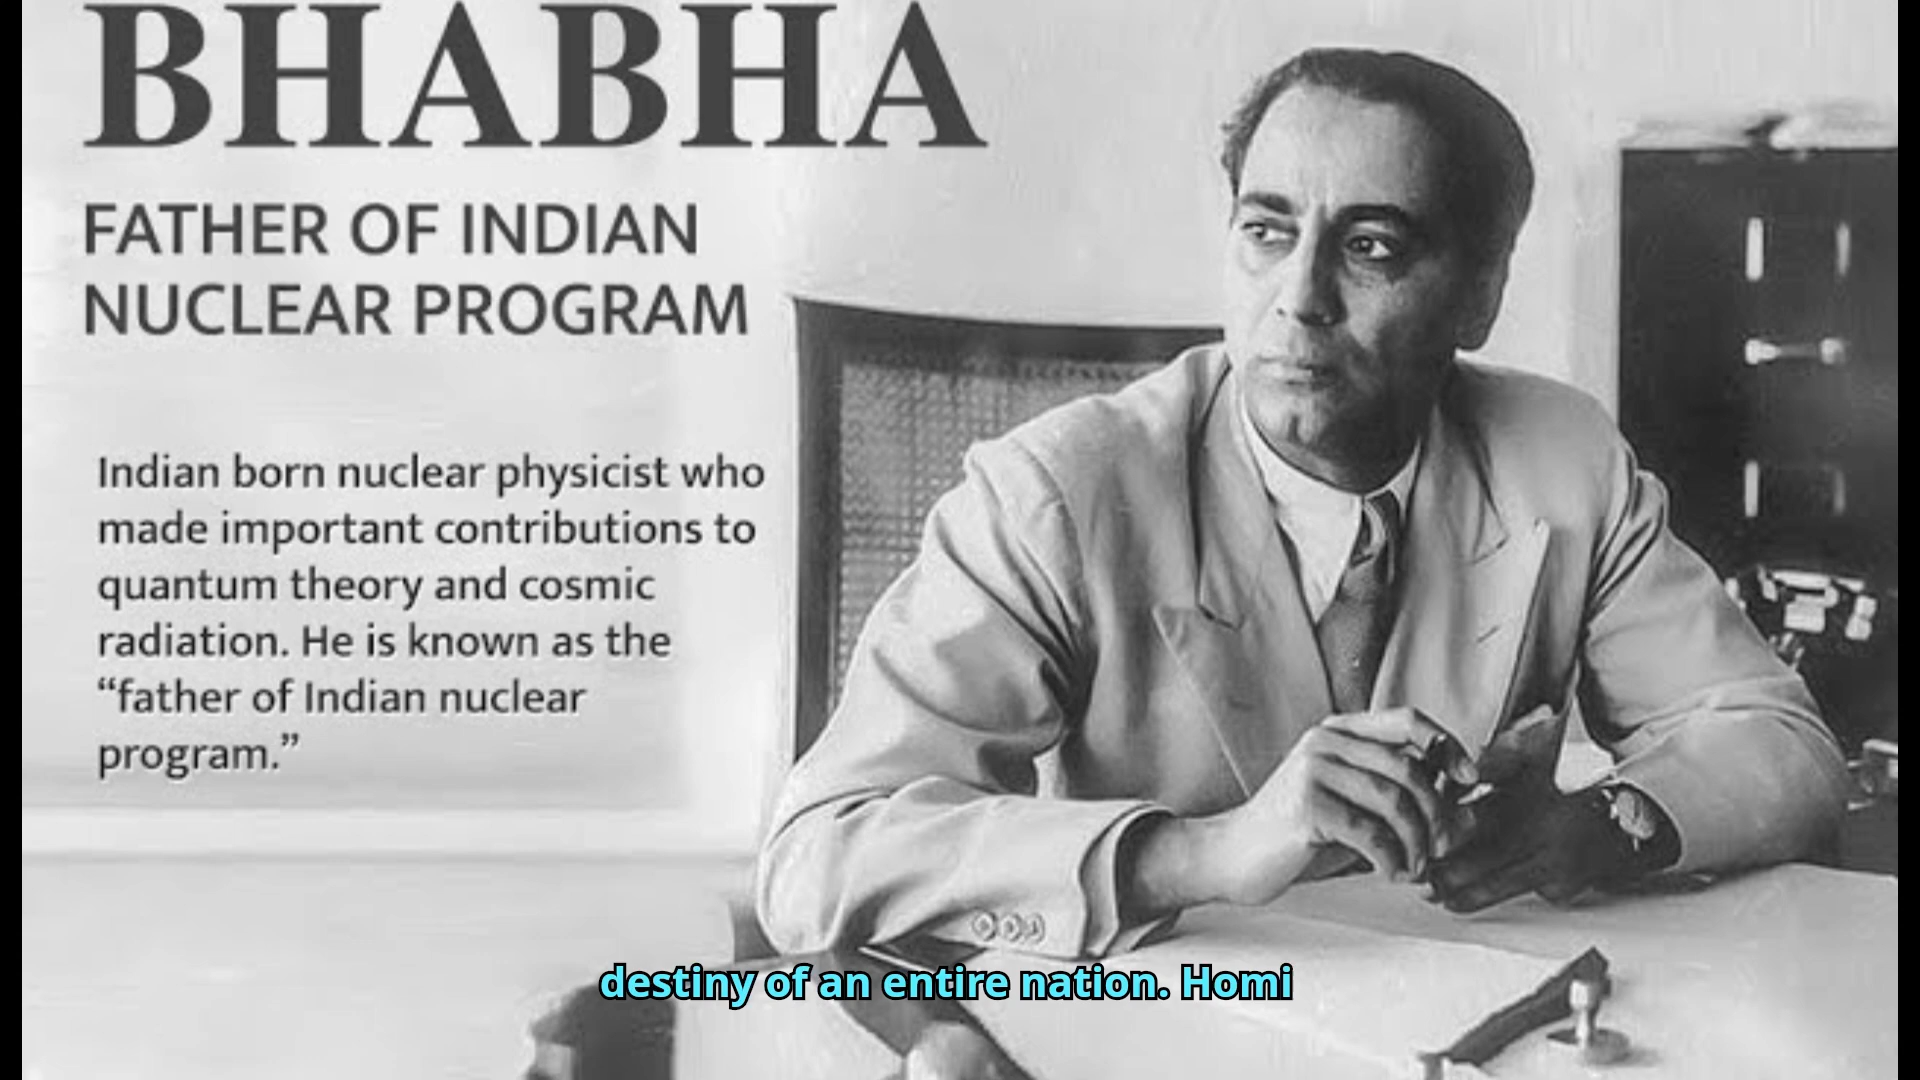 BHABHA
FATHER OF INDIAN
NUCLEAR PROGRAM
Indian born nuclear physicist who
made important contributions to
quantum theory and cosmic
radiation. He is known as the
“father of Indian nuclear
program.”
destiny of an entire nation. Homi